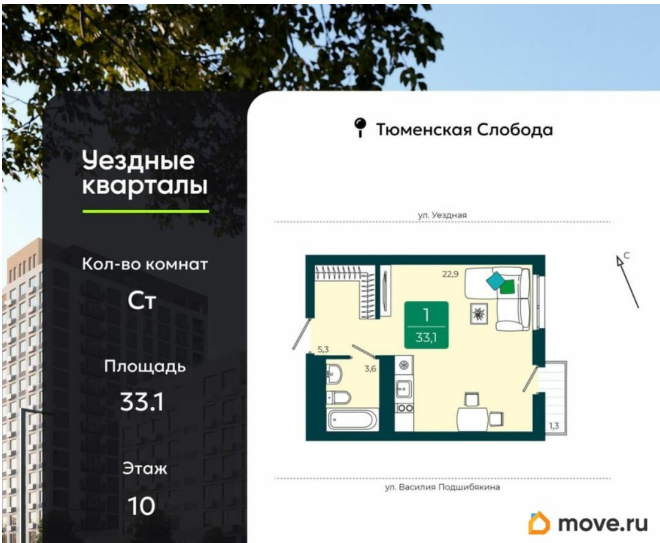 Тюменская Слобода
Уездные
кварталы
Кол-во комнат
Ст
Площадь
33.1
Этаж
10
ул. Уездная
С
22,9
1
33,1
5,3
3,6
1,3
ул. Василия Подшибякина
move.ru